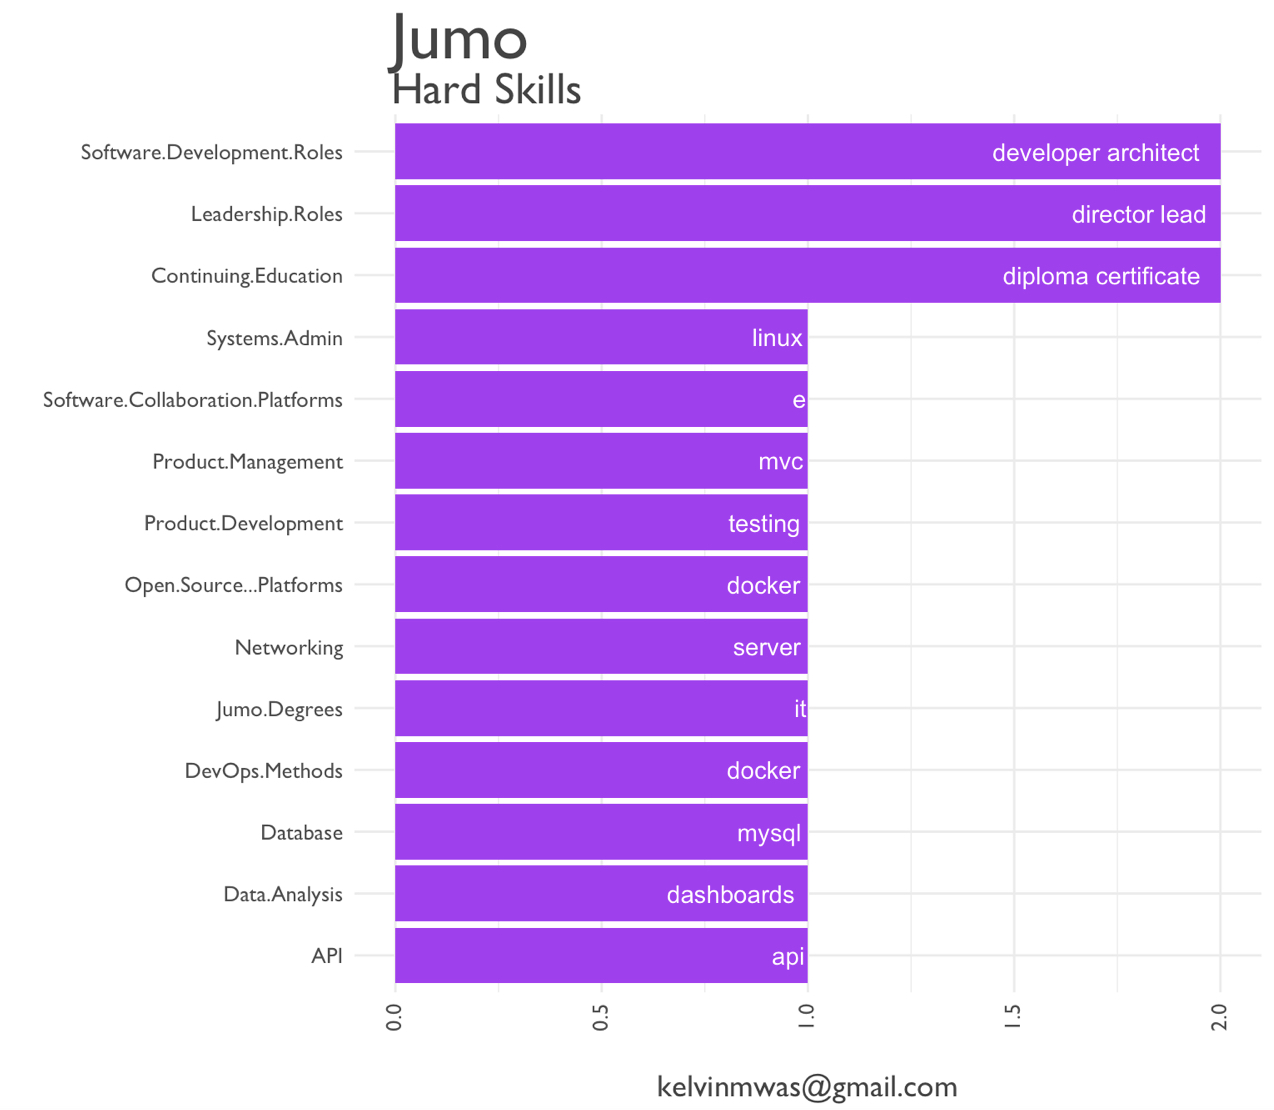 Jumo
Hard Skills
Software.Development.Roles developer architect
Leadership.Roles director lead
Continuing.Education diploma certificate
Systems.Admin linux
Software.Collaboration.Platforms e
Product.Management mvc
Product.Development testing
Open.Source...Platforms docker
Networking server
Jumo.Degrees it
DevOps.Methods docker
Database mysql
Data.Analysis dashboards
API api
0.0 0.5 1.0 1.5 2.0
kelvinmwas@gmail.com